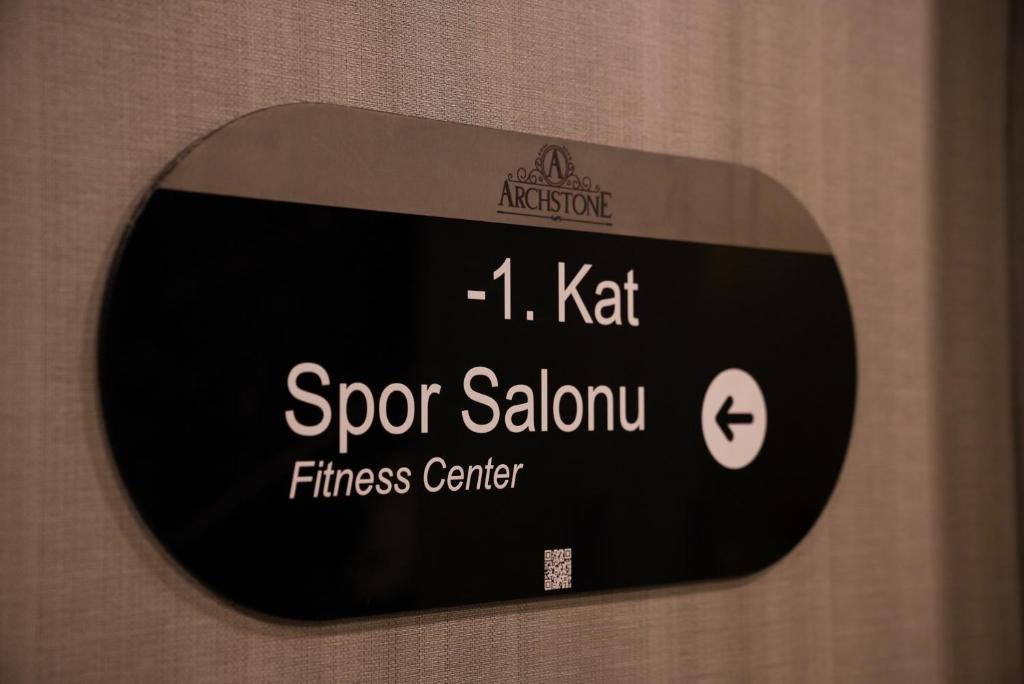 A
ARCHSTONE
-1. Kat
Spor Salonu
Fitness Center